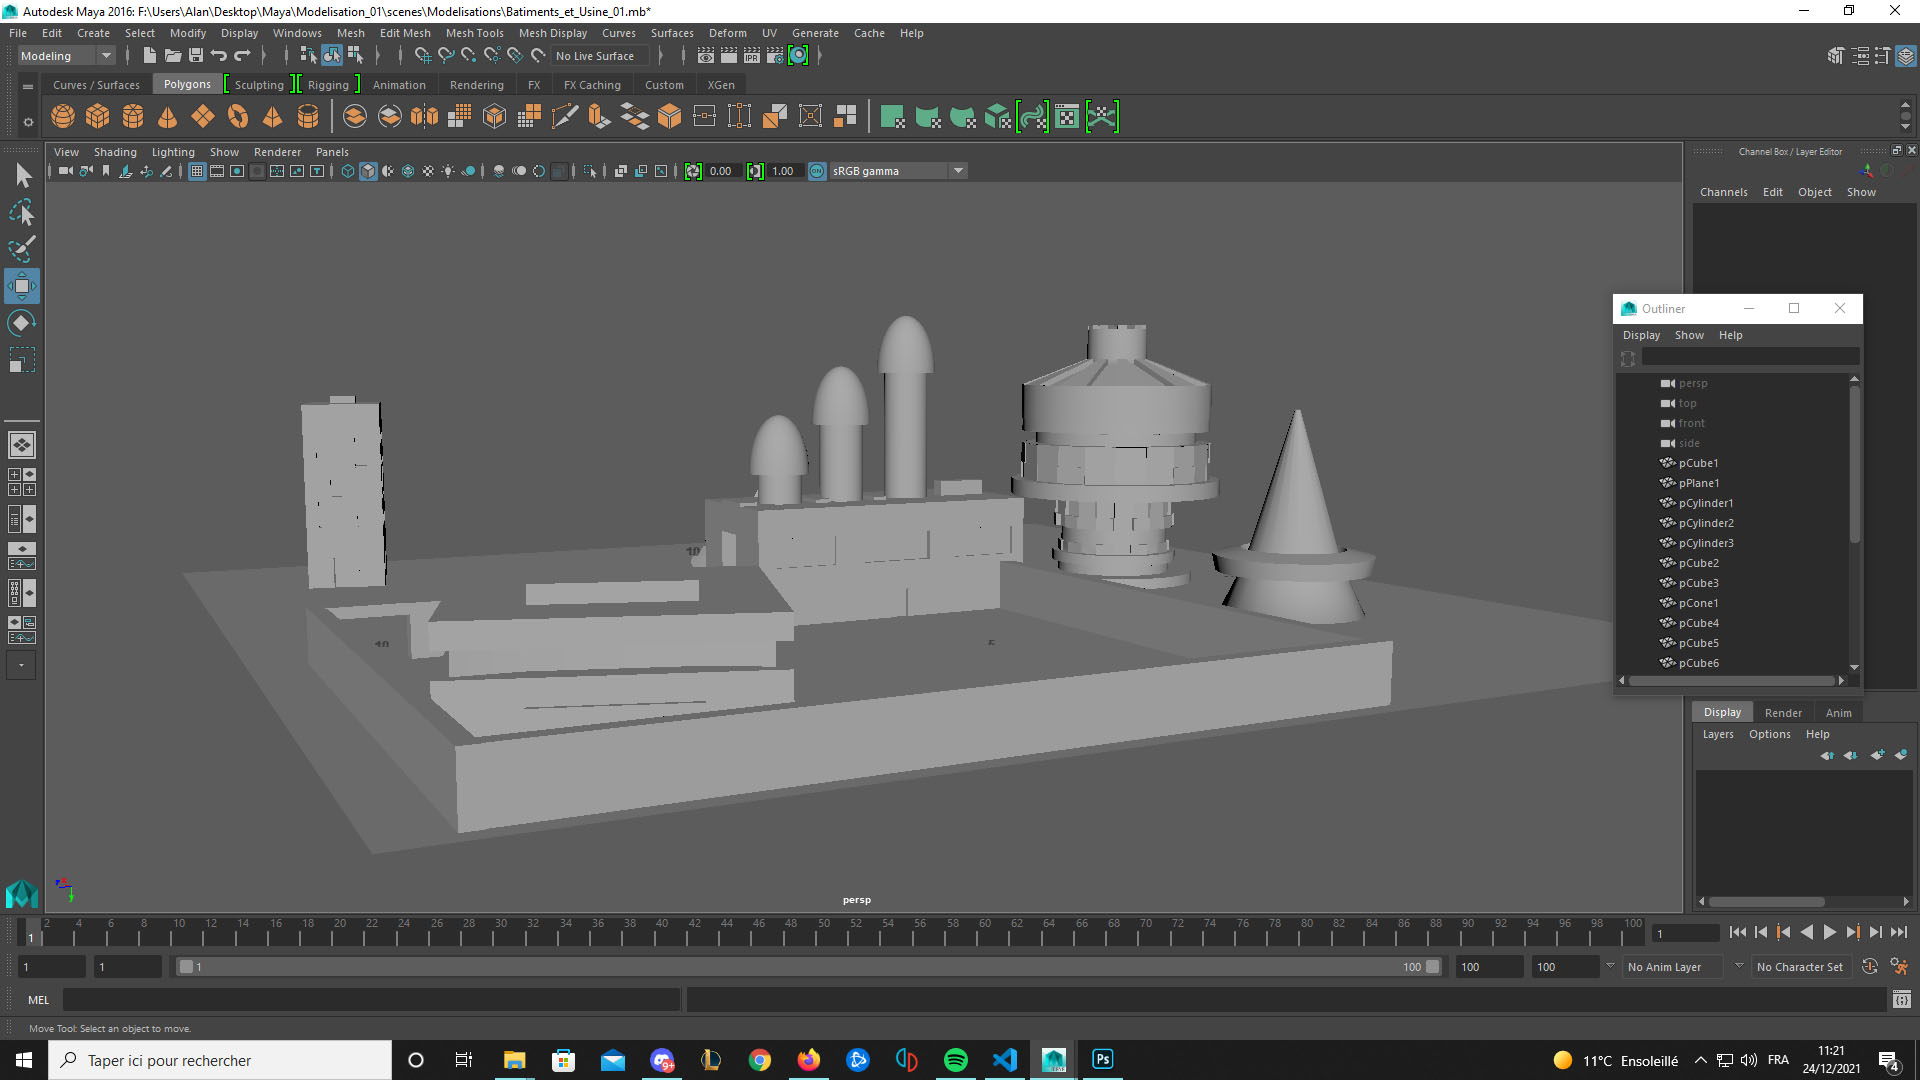 Autodesk Maya 2016: F:\Users\Alan\Desktop\Maya\Modelisation_01\scenes\Modelisations\Batiments_et_Usine_01.mb*
File Edit Create Select Modify Display Windows Mesh Edit Mesh Mesh Tools Mesh Display Curves Surfaces Deform UV Generate Cache Help
Modeling
No Live Surface
Curves / Surfaces Polygons Sculpting Rigging Animation Rendering FX FX Caching Custom XGen
View Shading Lighting Show Renderer Panels
0.00 1.00 ON sRGB gamma
Channel Box / Layer Editor
Channels Edit Object Show
Outliner
Display Show Help
persp
top
front
side
pCube1
pPlane1
pCylinder1
pCylinder2
pCylinder3
pCube2
pCube3
pCone1
pCube4
pCube5
pCube6
Display Render Anim
Layers Options Help
10
10
5
persp
2 4 6 8 10 12 14 16 18 20 22 24 26 28 30 32 34 36 38 40 42 44 46 48 50 52 54 56 58 60 62 64 66 68 70 72 74 76 78 80 82 84 86 88 90 92 94 96 98 100
1 1
1 1 1 100 100 100 No Anim Layer No Character Set
MEL
Move Tool: Select an object to move.
Taper ici pour rechercher
9+
Ps
11°C Ensoleillé
FRA
11:21
24/12/2021
4